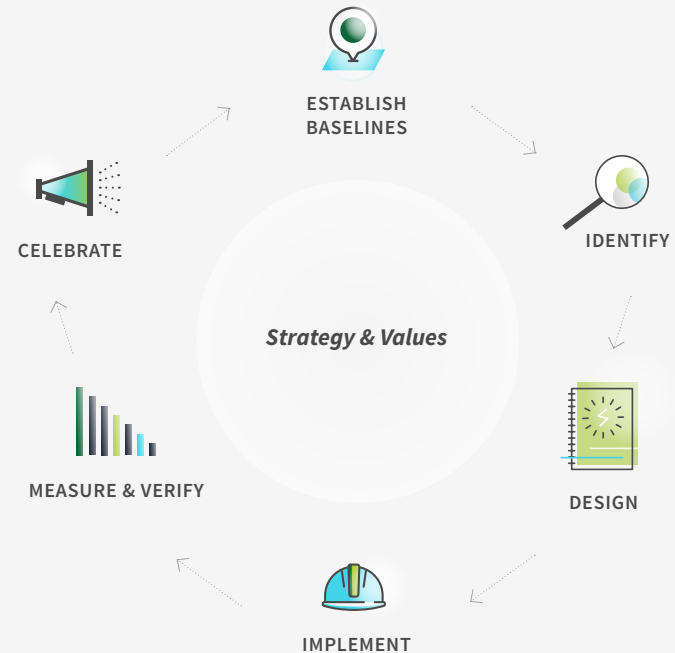 ESTABLISH
BASELINES
IDENTIFY
DESIGN
IMPLEMENT
MEASURE & VERIFY
CELEBRATE
Strategy & Values